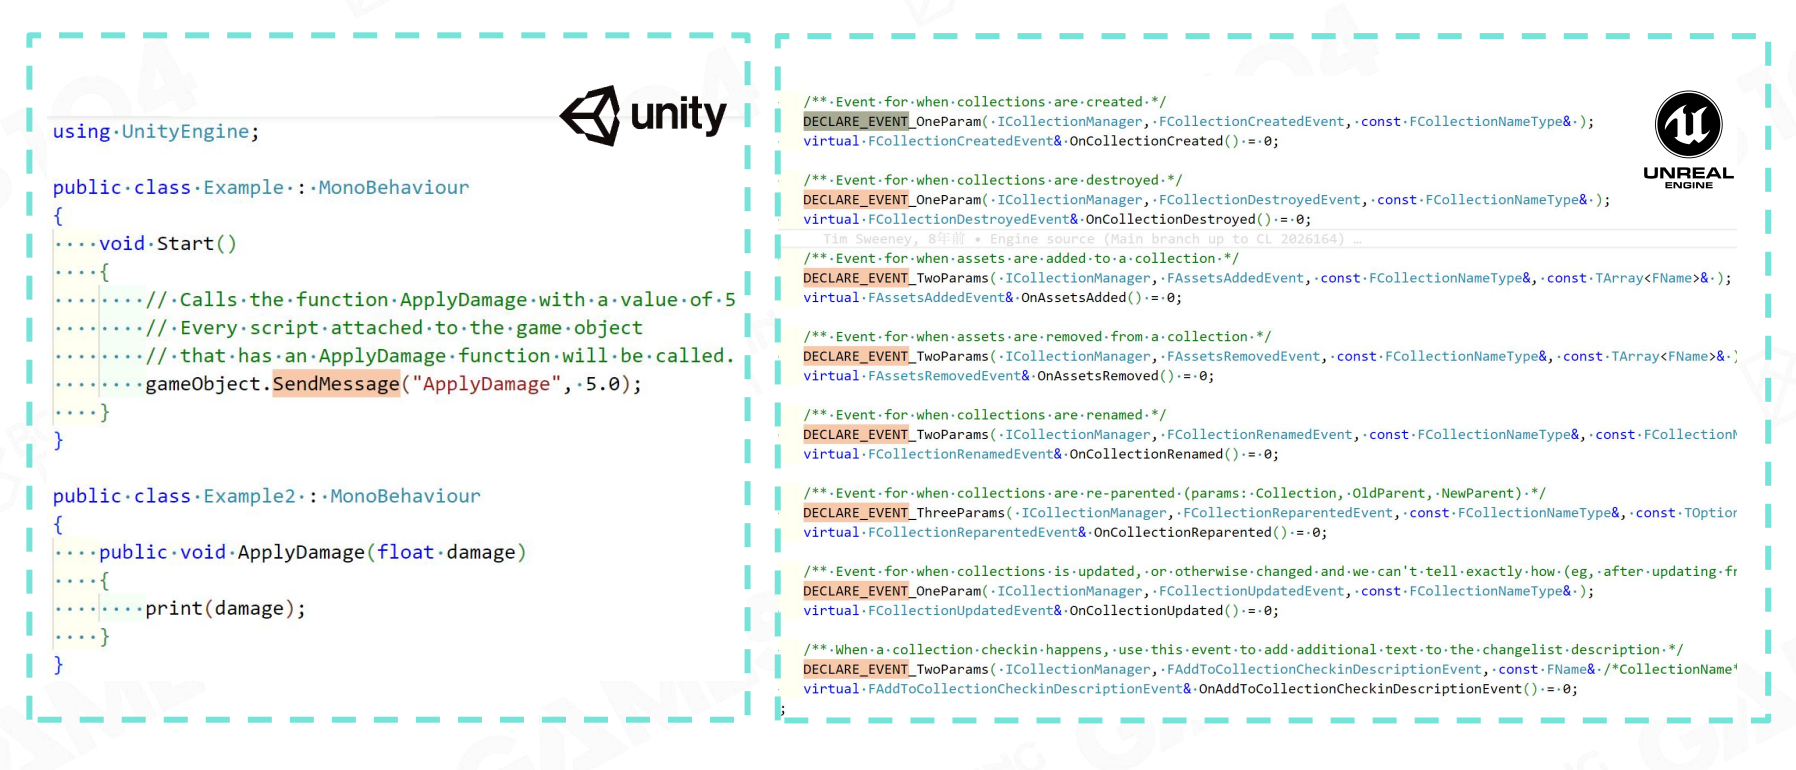 using UnityEngine;
unity
public class Example : MonoBehaviour
{
void Start()
{
// Calls the function ApplyDamage with a value of 5
// Every script attached to the game object
// that has an ApplyDamage function will be called.
gameObject.SendMessage("ApplyDamage", 5.0);
}
}
public class Example2 : MonoBehaviour
{
public void ApplyDamage(float damage)
{
print(damage);
}
}
/** Event for when collections are created */
DECLARE_EVENT_OneParam( ICollectionManager, FCollectionCreatedEvent, const FCollectionNameType& );
virtual FCollectionCreatedEvent& OnCollectionCreated() = 0;
UNREAL
ENGINE
/** Event for when collections are destroyed */
DECLARE_EVENT_OneParam( ICollectionManager, FCollectionDestroyedEvent, const FCollectionNameType& );
virtual FCollectionDestroyedEvent& OnCollectionDestroyed() = 0;
Tim Sweeney, 8年前 • Engine source (Main branch up to CL 2026164) …
/** Event for when assets are added to a collection */
DECLARE_EVENT_TwoParams( ICollectionManager, FAssetsAddedEvent, const FCollectionNameType&, const TArray<FName>& );
virtual FAssetsAddedEvent& OnAssetsAdded() = 0;
/** Event for when assets are removed from a collection */
DECLARE_EVENT_TwoParams( ICollectionManager, FAssetsRemovedEvent, const FCollectionNameType&, const TArray<FName>& )
virtual FAssetsRemovedEvent& OnAssetsRemoved() = 0;
/** Event for when collections are renamed */
DECLARE_EVENT_TwoParams( ICollectionManager, FCollectionRenamedEvent, const FCollectionNameType&, const FCollection
virtual FCollectionRenamedEvent& OnCollectionRenamed() = 0;
/** Event for when collections are re-parented (params: Collection, OldParent, NewParent) */
DECLARE_EVENT_ThreeParams( ICollectionManager, FCollectionReparentedEvent, const FCollectionNameType&, const TOption
virtual FCollectionReparentedEvent& OnCollectionReparented() = 0;
/** Event for when collections is updated, or otherwise changed and we can't tell exactly how (eg, after updating fr
DECLARE_EVENT_OneParam( ICollectionManager, FCollectionUpdatedEvent, const FCollectionNameType& );
virtual FCollectionUpdatedEvent& OnCollectionUpdated() = 0;
/** When a collection checkin happens, use this event to add additional text to the changelist description */
DECLARE_EVENT_TwoParams( ICollectionManager, FAddToCollectionCheckinDescriptionEvent, const FName& /*CollectionName*
virtual FAddToCollectionCheckinDescriptionEvent& OnAddToCollectionCheckinDescriptionEvent() = 0;
;